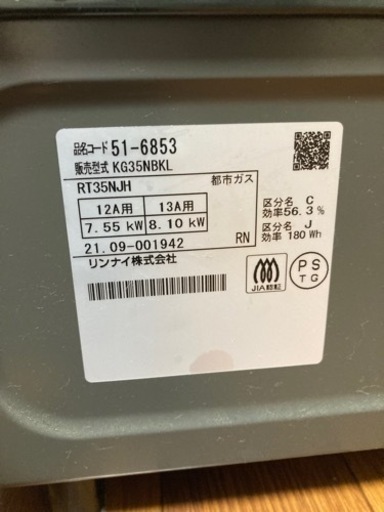 品名コード 51-6853
販売型式 KG35NBKL
RT35NJH 都市ガス
12A用 13A用
7.55 kW 8.10 kW
21.09-001942 RN
リンナイ株式会社
区分名 C
効率56.3%
区分名 J
効率 180 Wh
JIA認証
PS
TG